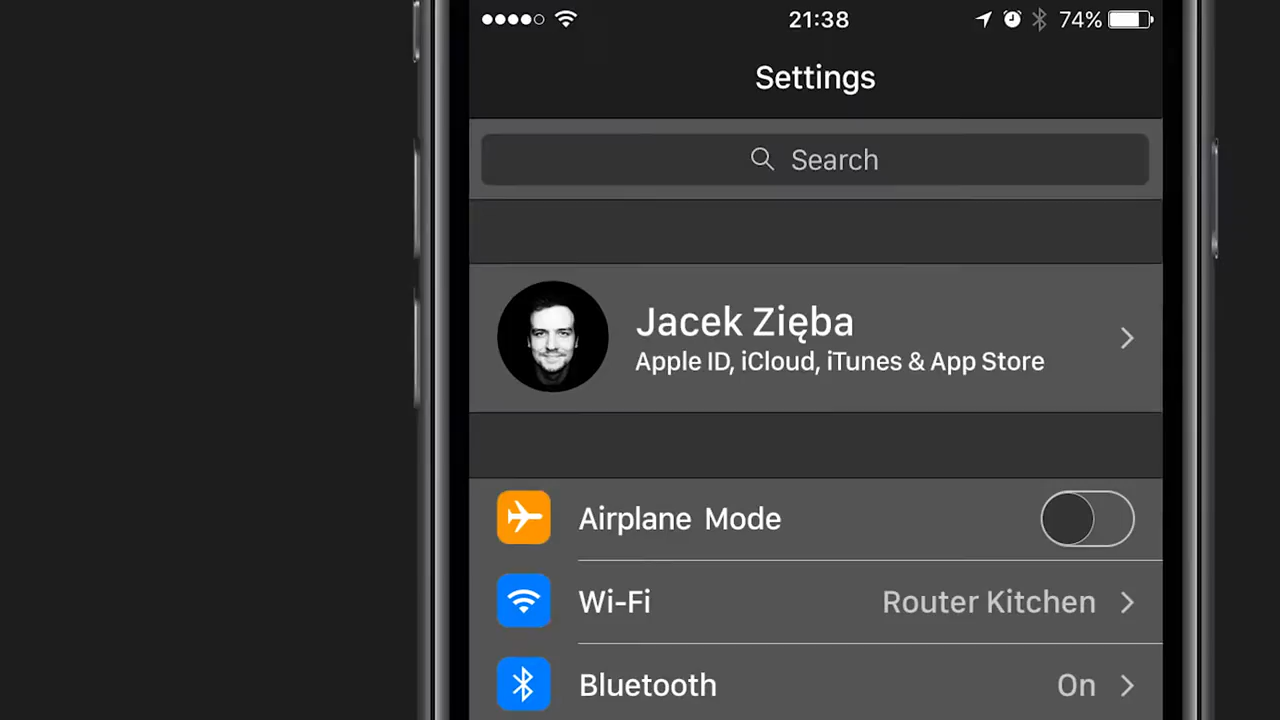 21:38 74%
Settings
Search
Jacek Zięba
Apple ID, iCloud, iTunes & App Store
Airplane Mode
Wi-Fi Router Kitchen
Bluetooth On